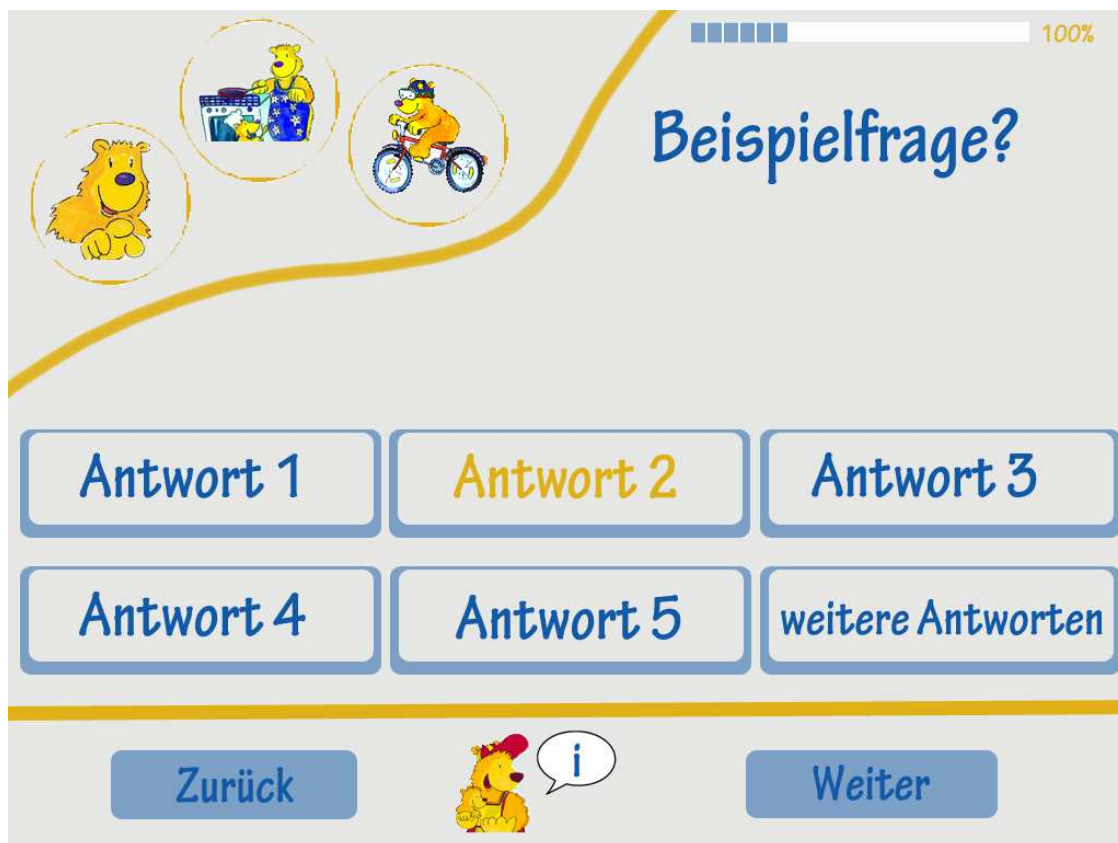 100%
Beispielfrage?
Antwort 1
Antwort 2
Antwort 3
Antwort 4
Antwort 5
weitere Antworten
i
Zurück
Weiter